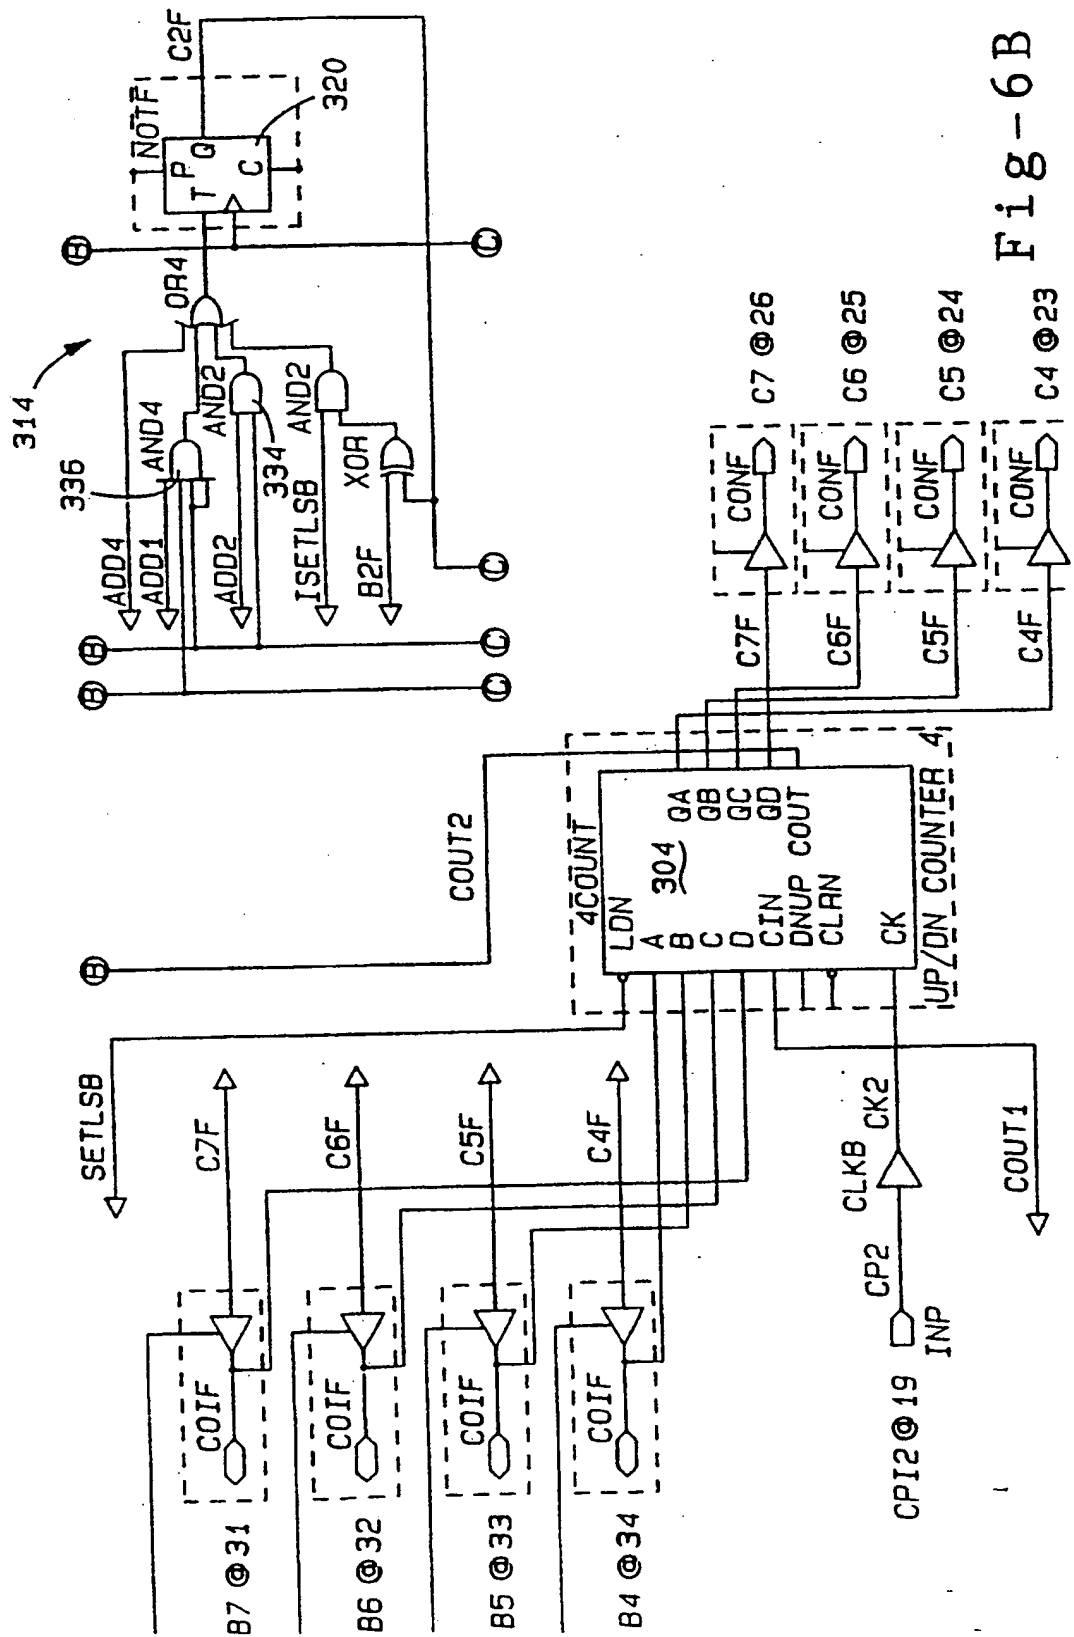 314
336
ADD4
ADD1
AND4
ADD2
AND2
334
ISETLSB
AND2
B2F
XOR
OR4
NOTF
P
T
Q
C
320
C2F
B
B
B
C
C
C
C
B
COUT2
SETLSB
B7 @31
COIF
C7F
B6 @32
COIF
C6F
B5 @33
COIF
C5F
B4 @34
COIF
C4F
4COUNT
304
LDN
A
B
C
D
CIN
DNUP
CLRN
CK
QA
QB
QC
QD
COUT
UP/DN COUNTER 4
CPI2@19
INP
CP2
CLKB
CK2
COUT1
C7F
CONF
C7 @26
C6F
CONF
C6 @25
C5F
CONF
C5 @24
C4F
CONF
C4 @23
Fig-6B